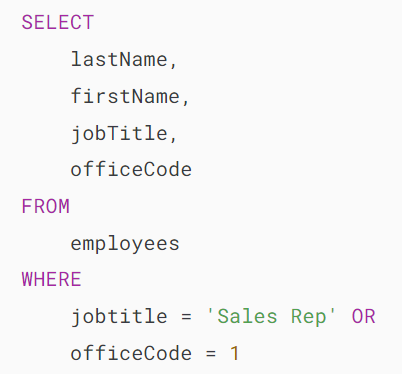 SELECT
lastName,
firstName,
jobTitle,
officeCode
FROM
employees
WHERE
jobtitle = 'Sales Rep' OR
officeCode = 1